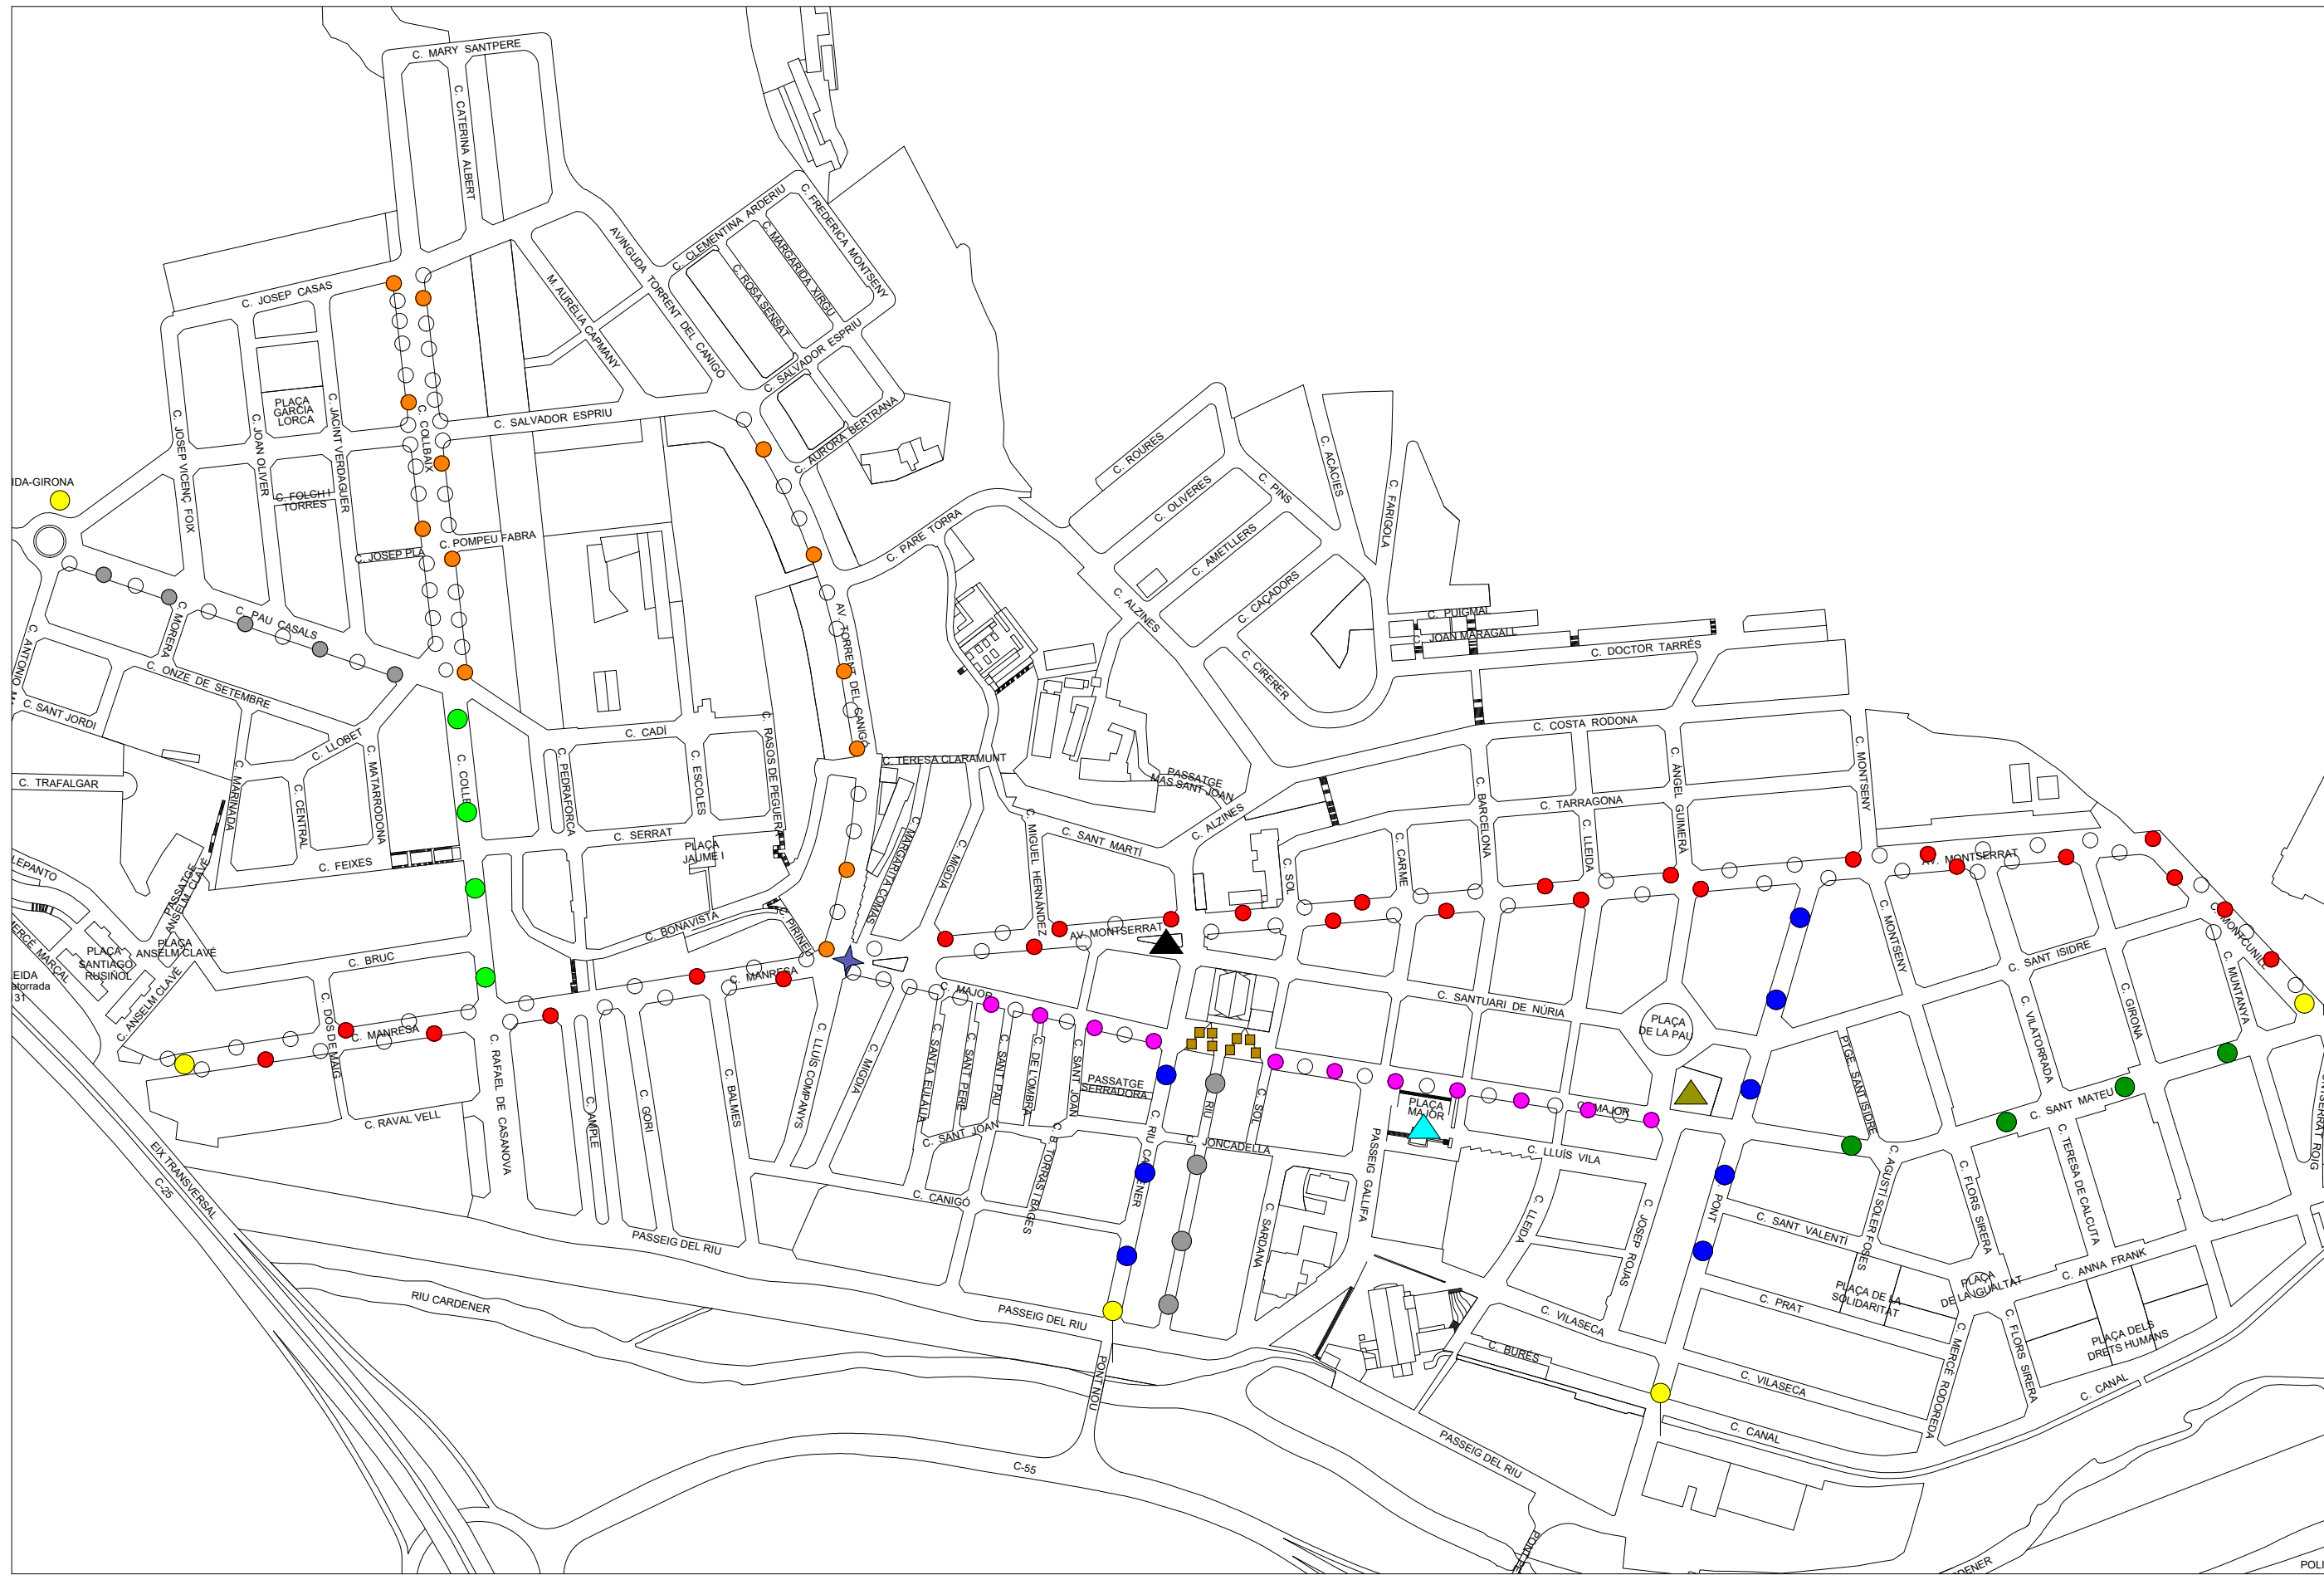 C. MARY SANTPERE
C. CATERINA ALBERT
C. CLEMENTINA ARDERIU
C. FREDERICA MONTSENY
C. MARGARIDA XIRGU
C. ROSA SENSAT
AVINGUDA TORRENT DEL CANIGÓ
M. AURÈLIA CAPMANY
C. SALVADOR ESPRIU
C. JOSEP CASAS
PLAÇA
GARCIA
LORCA
C. JACINT VERDAGUER
C. JOAN OLIVER
C. JOSEP VICENÇ FOIX
C. COLLBAIX
C. SALVADOR ESPRIU
C. AURORA BERTRANA
C. ROURES
C. ACÀCIES
C. PINS
C. OLIVERES
C. FARIGOLA
C. AMETLLERS
C. CAÇADORS
C. ALZINES
C. CIRERER
IDA-GIRONA
C. FOLCH I
TORRES
C. JOSEP PLA
C. POMPEU FABRA
C. PARE TORRA
C. PAU CASALS
C. MORERA
C. ONZE DE SETEMBRE
C. SANT JORDI
C. LLOBET
C. TRAFALGAR
C. MARINADA
C. CENTRAL
C. MATARRODONA
C. FEIXES
C. COLLB
C. CADÍ
C. PEDRAFORCA
C. ESCOLES
C. RASOS DE PEGUERA
C. SERRAT
PLAÇA
JAUME I
AV. TORRENT DEL CANIGÓ
C. TERESA CLARAMUNT
C. MARGARITA COMAS
C. MIGDIA
C. MIGUEL HERNÁNDEZ
C. SANT MARTÍ
PASSATGE
MAS SANT JOAN
C. ALZINES
C. PUIGMAL
C. JOAN MARAGALL
C. DOCTOR TARRÉS
C. COSTA RODONA
C. TARRAGONA
C. BARCELONA
C. LLEIDA
C. ÀNGEL GUIMERÀ
C. MONTSENY
C. SOL
C. CARME
AV. MONTSERRAT
AV. MONTSERRAT
C. MONTSENY
C. MONTCUNILL
C. SANT ISIDRE
C. MUNTANYA
C. GIRONA
C. VILATORRADA
LEPANTO
PASSATGE
ANSELM CLAVÉ
PLAÇA
ANSELM CLAVÉ
PLAÇA
SANTIAGO
RUSIÑOL
C. ANSELM CLAVÉ
C. BRUC
C. DOS DE MAIG
C. MANRESA
C. RAVAL VELL
C. RAFAEL DE CASANOVA
C. BONAVISTA
C. PIRINEU
C. MANRESA
C. AMPLE
C. GORI
C. BALMES
C. LLUÍS COMPANYS
C. MIGDIA
C. MAJOR
C. SANTA EULÀLIA
C. SANT PERE
C. SANT PAU
C. DE L'OMBRA
C. SANT JOAN
PASSATGE
SERRADORA
C. SANT JOAN
C. B. TORRAS I BAGES
C. CANIGÓ
RIU
C. SOL
C. JONCADELLA
C. SARDANA
PASSEIG GALLIFA
PLAÇA
MAJOR
C. MAJOR
C. LLUÍS VILA
C. LLEIDA
C. JOSEP ROJAS
C. SANTUARI DE NÚRIA
PLAÇA
DE LA PAU
PTGE. SANT ISIDRE
C. SANT MATEU
C. AGUSTÍ SOLER FOSES
C. FLORS SIRERA
C. TERESA DE CALCUTA
PONT
C. SANT VALENTÍ
PLAÇA DE LA
SOLIDARITAT
PLAÇA
DE LA IGUALTAT
C. ANNA FRANK
PLAÇA DELS
DRETS HUMANS
C. PRAT
C. FLORS SIRERA
C. MERCÈ RODOREDA
C. VILASECA
C. VILASECA
C. BURÉS
C. CANAL
C. CANAL
EIX TRANSVERSAL
C-25
PASSEIG DEL RIU
RIU CARDENER
PASSEIG DEL RIU
PONT NOU
PASSEIG DEL RIU
C-55